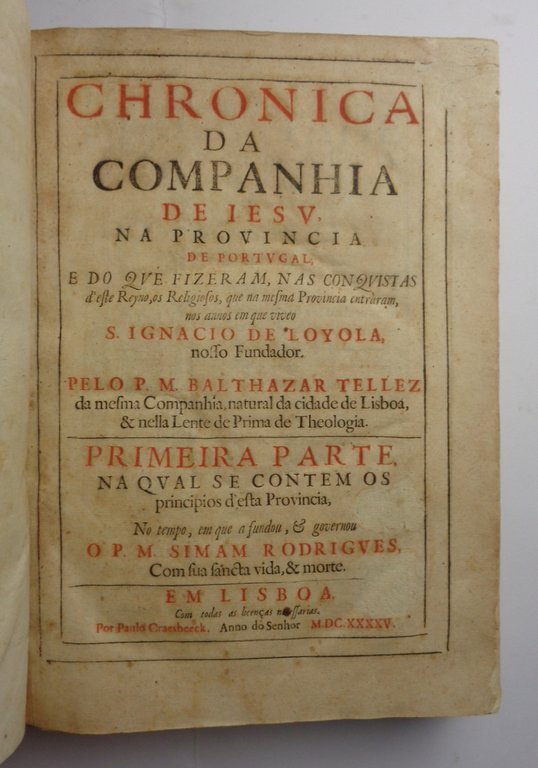 CHRONICA
DA
COMPANHIA
DE IESV,
NA PROVINCIA
DE PORTVGAL,
E DO QVE FIZERAM, NAS CONQVISTAS
d'este Reyno, os Religiosos, que na mesma Provincia entráram,
nos annos em que viveo
S. IGNACIO DE LOYOLA,
nosso Fundador.
PELO P. M. BALTHAZAR TELLEZ
da mesma Companhia, natural da cidade de Lisboa,
& nella Lente de Prima de Theologia.
PRIMEIRA PARTE,
NA QVAL SE CONTEM OS
principios d'esta Provincia,
No tempo, em que a fundou, & governou
O P. M. SIMAM RODRIGVES,
Com sua sancta vida, & morte.
EM LISBOA,
Com todas as licenças necessarias.
Por Paulo Craesbeeck. Anno do Senhor M.DC.XXXXV.